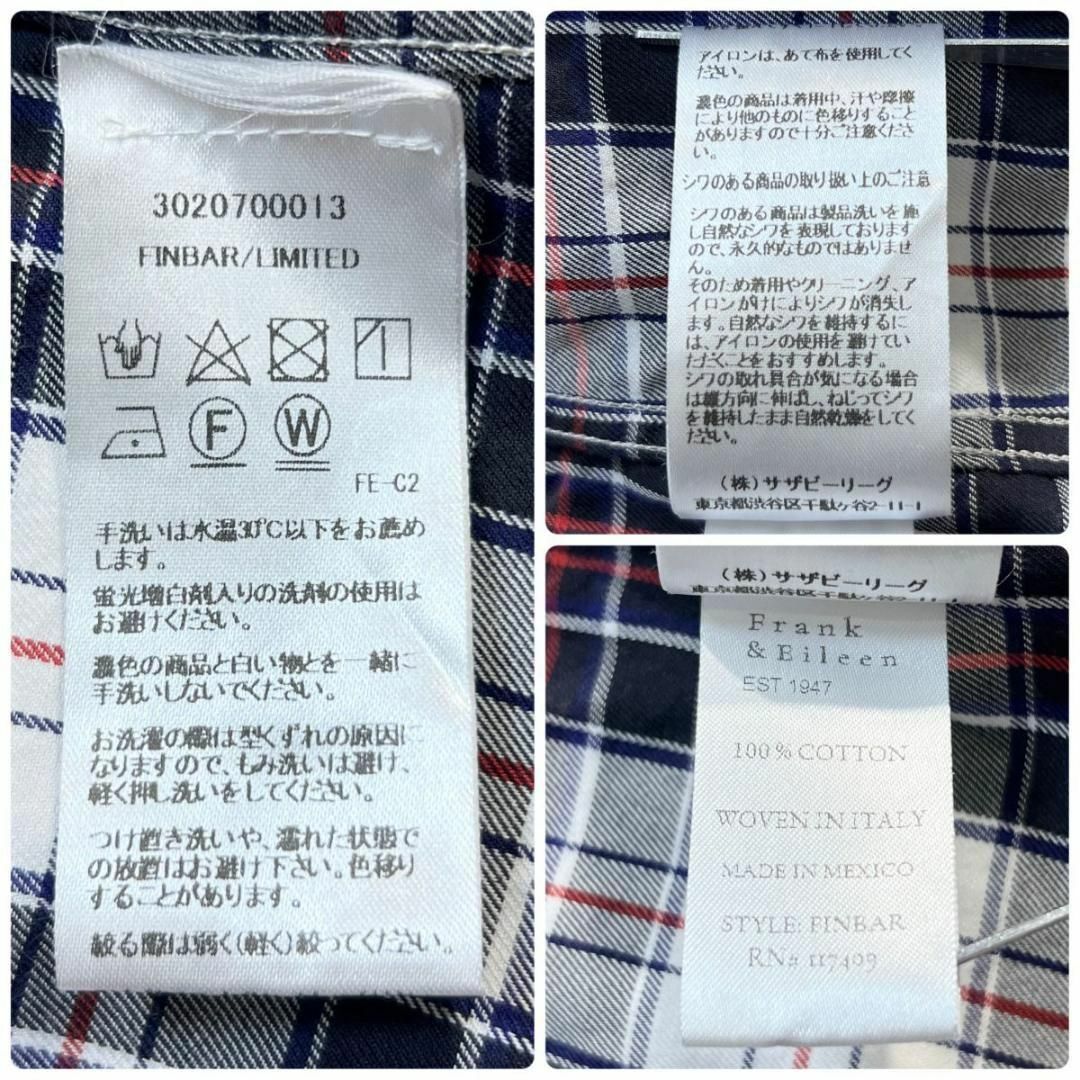 3020700013
FINBAR/LIMITED
F
W
FE-C2
手洗いは水温30℃以下をお薦め
します。
蛍光増白剤入りの洗剤の使用は
お避けください。
濃色の商品と白い物とを一緒に
手洗いしないでください。
お洗濯の際は型くずれの原因に
なりますので、もみ洗いは避け、
軽く押し洗いをしてください。
つけ置き洗いや、濡れた状態で
の放置はお避け下さい。色移り
することがあります。
絞る際は弱く(軽く)絞ってください。
アイロンは、あて布を使用してく
ださい。
濃色の商品は着用中、汗や摩擦
により他のものに色移りすること
がありますので十分ご注意くださ
い。
シワのある商品の取り扱い上のご注意
シワのある商品は製品洗いを施
し自然なシワを表現しております
ので、永久的なものではありませ
ん。
そのため着用やクリーニング、ア
イロンがけによりシワが消失し
ます。自然なシワを維持するに
は、アイロンの使用を避けてい
ただくことをおすすめします。
シワの取れ具合が気になる場合
は縦方向に伸ばし、ねじってシワ
を維持したまま自然乾燥をしてく
ださい。
(株)サザビーリーグ
東京都渋谷区千駄ヶ谷2-11-1
(株)サザビーリーグ
東京都渋谷区千駄ヶ谷2-11-1
Frank
& Eileen
EST 1947
100% COTTON
WOVEN IN ITALY
MADE IN MEXICO
STYLE: FINBAR
RN# 117409